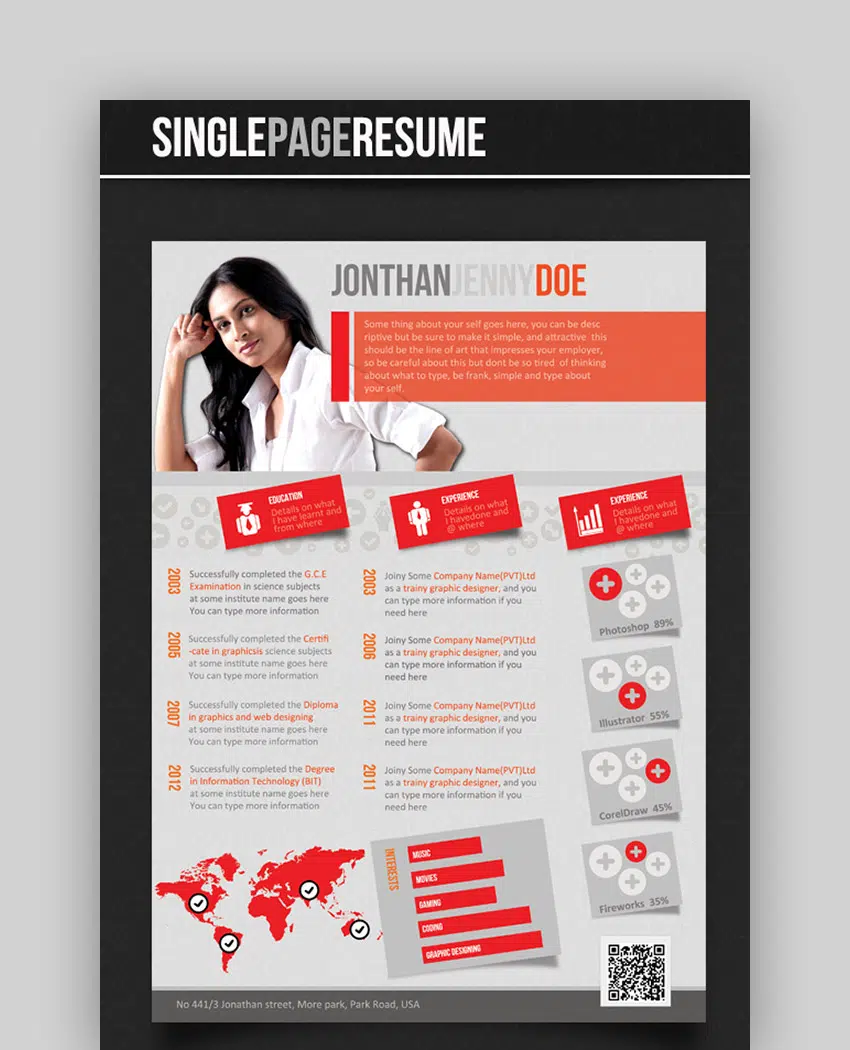 SINGLEPAGERESUME
JONTHANJENNYDOE
Some thing about your self goes here, you can be desc
riptive but be sure to make it simple, and attractive this
should be the line of art that impresses your employer,
so be careful about this but dont be so tired of thinking
about what to type, be frank, simple and type about
your self.
EDUCATION
Details on what
I have learnt and
from where
EXPERIENCE
Details on what
I havedone and
@ where
EXPERIENCE
Details on what
I havedone and
@ where
2003
Successfully completed the G.C.E
Examination in science subjects
at some institute name goes here
You can type more information
2005
Successfully completed the Certifi
-cate in graphicsis science subjects
at some institute name goes here
You can type more information
2007
Successfully completed the Diploma
in graphics and web designing
at some institute name goes here
You can type more information
2012
Successfully completed the Degree
in Information Technology (BiT)
at some institute name goes here
You can type more information
2003
Joiny Some Company Name(PVT)Ltd
as a trainy graphic designer, and you
can type more information if you
need here
2006
Joiny Some Company Name(PVT)Ltd
as a trainy graphic designer, and you
can type more information if you
need here
2011
Joiny Some Company Name(PVT)Ltd
as a trainy graphic designer, and you
can type more information if you
need here
2011
Joiny Some Company Name(PVT)Ltd
as a trainy graphic designer, and you
can type more information if you
need here
Photoshop 89%
Illustrator 55%
CorelDraw 45%
Fireworks 35%
INTERESTS
MUSIC
MOVIES
GAMING
CODING
GRAPHIC DESIGNING
No 441/3 Jonathan street, More park, Park Road, USA